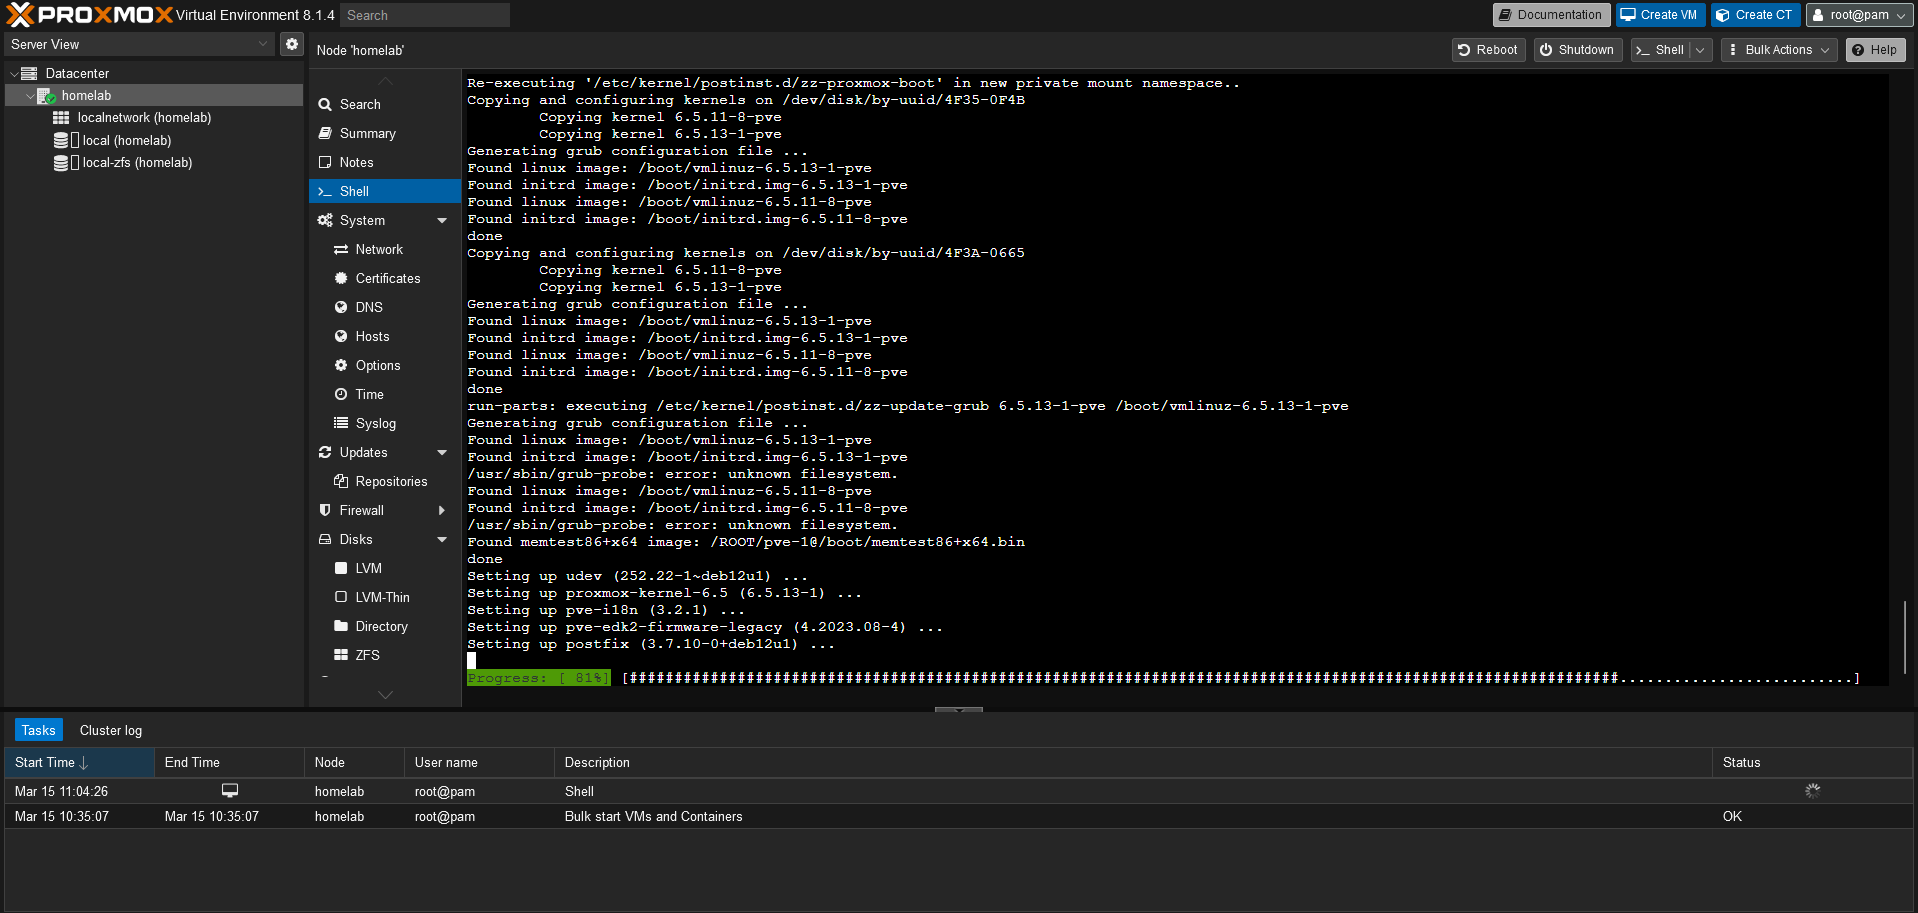 PROXMOX Virtual Environment 8.1.4 Search
Documentation Create VM Create CT root@pam
Server View
Node 'homelab'
Reboot Shutdown Shell Bulk Actions Help
Datacenter
homelab
localnetwork (homelab)
local (homelab)
local-zfs (homelab)
Search
Summary
Notes
Shell
System
Network
Certificates
DNS
Hosts
Options
Time
Syslog
Updates
Repositories
Firewall
Disks
LVM
LVM-Thin
Directory
ZFS
Re-executing '/etc/kernel/postinst.d/zz-proxmox-boot' in new private mount namespace..
Copying and configuring kernels on /dev/disk/by-uuid/4F35-0F4B
Copying kernel 6.5.11-8-pve
Copying kernel 6.5.13-1-pve
Generating grub configuration file ...
Found linux image: /boot/vmlinuz-6.5.13-1-pve
Found initrd image: /boot/initrd.img-6.5.13-1-pve
Found linux image: /boot/vmlinuz-6.5.11-8-pve
Found initrd image: /boot/initrd.img-6.5.11-8-pve
done
Copying and configuring kernels on /dev/disk/by-uuid/4F3A-0665
Copying kernel 6.5.11-8-pve
Copying kernel 6.5.13-1-pve
Generating grub configuration file ...
Found linux image: /boot/vmlinuz-6.5.13-1-pve
Found initrd image: /boot/initrd.img-6.5.13-1-pve
Found linux image: /boot/vmlinuz-6.5.11-8-pve
Found initrd image: /boot/initrd.img-6.5.11-8-pve
done
run-parts: executing /etc/kernel/postinst.d/zz-update-grub 6.5.13-1-pve /boot/vmlinuz-6.5.13-1-pve
Generating grub configuration file ...
Found linux image: /boot/vmlinuz-6.5.13-1-pve
Found initrd image: /boot/initrd.img-6.5.13-1-pve
/usr/sbin/grub-probe: error: unknown filesystem.
Found linux image: /boot/vmlinuz-6.5.11-8-pve
Found initrd image: /boot/initrd.img-6.5.11-8-pve
/usr/sbin/grub-probe: error: unknown filesystem.
Found memtest86+x64 image: /ROOT/pve-1@/boot/memtest86+x64.bin
done
Setting up udev (252.22-1~deb12u1) ...
Setting up proxmox-kernel-6.5 (6.5.13-1) ...
Setting up pve-i18n (3.2.1) ...
Setting up pve-edk2-firmware-legacy (4.2023.08-4) ...
Setting up postfix (3.7.10-0+deb12u1) ...
Progress: [ 81%] [##############################################################################################################..........................]
Tasks Cluster log
Start Time End Time Node User name Description Status
Mar 15 11:04:26 homelab root@pam Shell
Mar 15 10:35:07 Mar 15 10:35:07 homelab root@pam Bulk start VMs and Containers OK